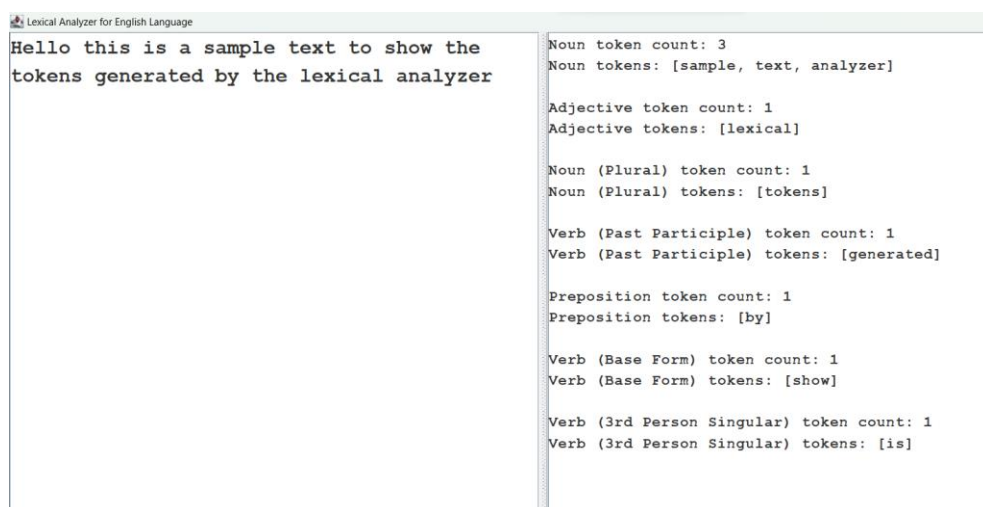 Lexical Analyzer for English Language
Hello this is a sample text to show the
tokens generated by the lexical analyzer
Noun token count: 3
Noun tokens: [sample, text, analyzer]
Adjective token count: 1
Adjective tokens: [lexical]
Noun (Plural) token count: 1
Noun (Plural) tokens: [tokens]
Verb (Past Participle) token count: 1
Verb (Past Participle) tokens: [generated]
Preposition token count: 1
Preposition tokens: [by]
Verb (Base Form) token count: 1
Verb (Base Form) tokens: [show]
Verb (3rd Person Singular) token count: 1
Verb (3rd Person Singular) tokens: [is]